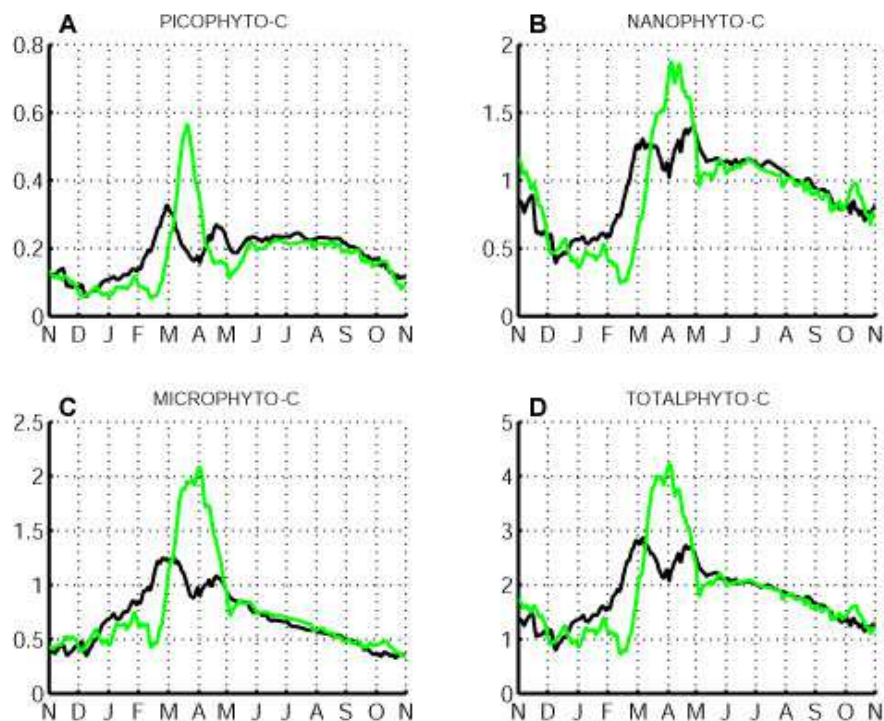 A PICOPHYTO-C
0.8
0.6
0.4
0.2
0
N D J F M A M J J A S O N
B NANOPHYTO-C
2
1.5
1
0.5
0
N D J F M A M J J A S O N
C MICROPHYTO-C
2.5
2
1.5
1
0.5
0
N D J F M A M J J A S O N
D TOTALPHYTO-C
5
4
3
2
1
0
N D J F M A M J J A S O N